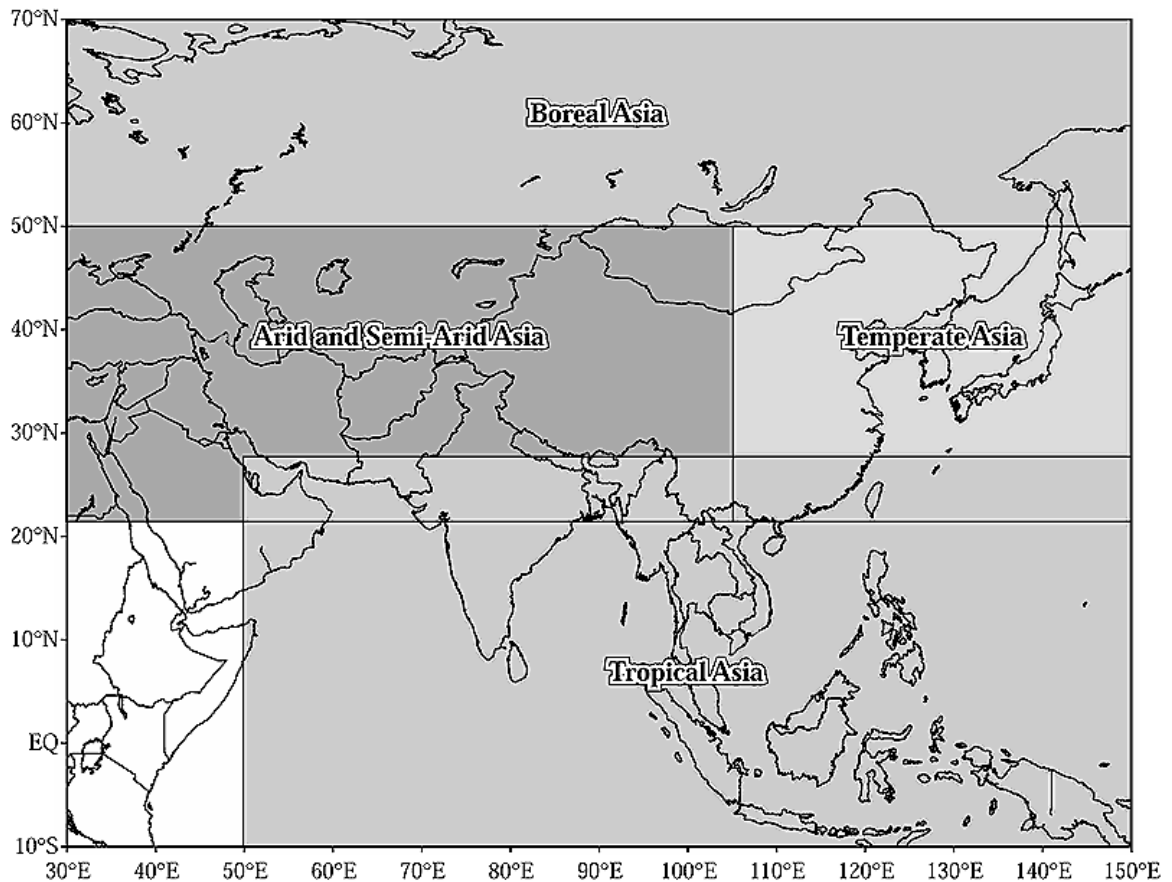 70°N
Boreal Asia
60°N
50°N
40°N
Arid and Semi-Arid Asia
Temperate Asia
30°N
20°N
10°N
Tropical Asia
EQ
10°S
30°E 40°E 50°E 60°E 70°E 80°E 90°E 100°E 110°E 120°E 130°E 140°E 150°E